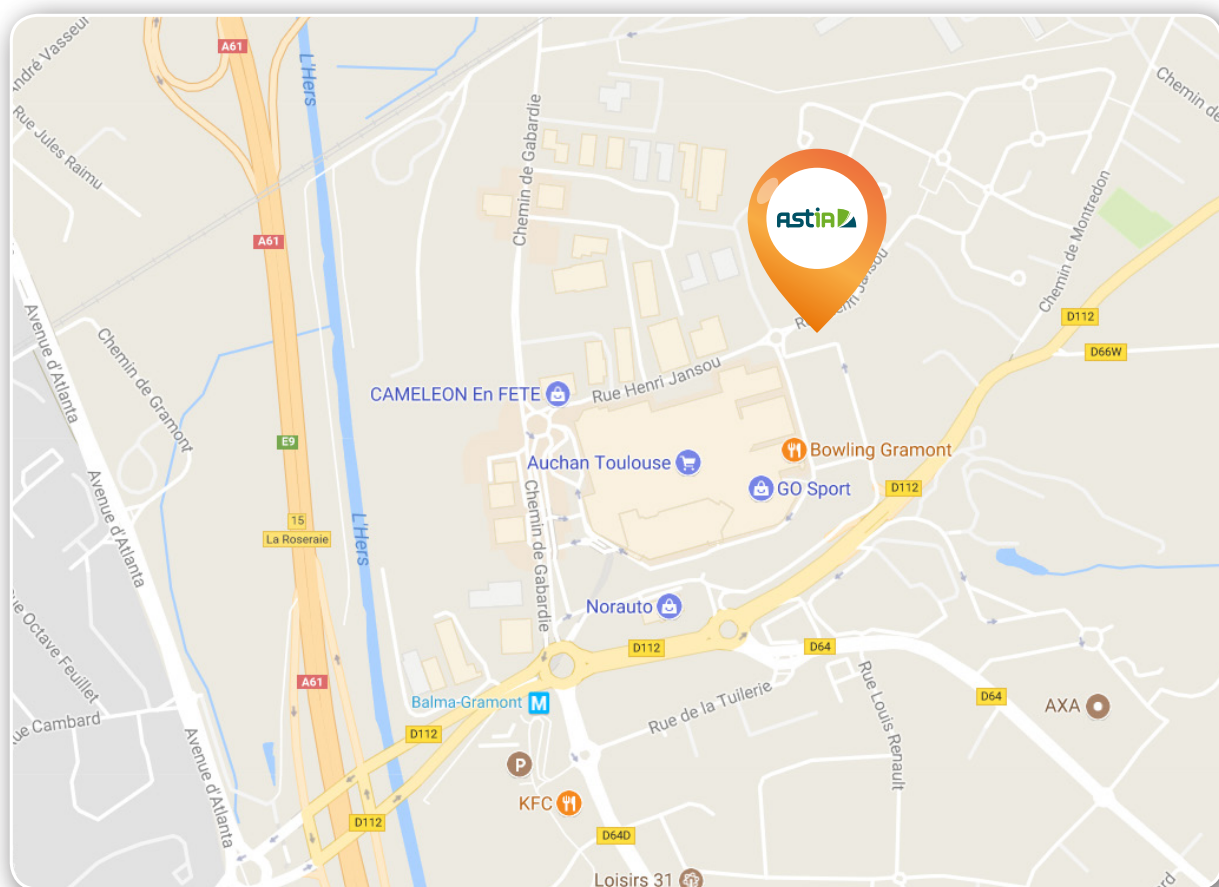 André Vasseur
A61
L'Hers
Chemin de
Rue Jules Raimu
Chemin de Gabardie
astia
Chemin de Montredon
A61
D112
D66W
Avenue d'Atlanta
Chemin de Gramont
Rue Henri Jansou
CAMELEON En FETE
E9
Bowling Gramont
Auchan Toulouse
GO Sport
D112
Avenue d'Atlanta
15
La Roseraie
L'Hers
Chemin de Gabardie
Norauto
D112
D64
ue Octave Feuillet
A61
Rue Louis Renault
D64
Balma-Gramont M
Rue de la Tuilerie
AXA
ue Cambard
D112
Avenue d'Atlanta
P
KFC
D112
D64D
Loisirs 31